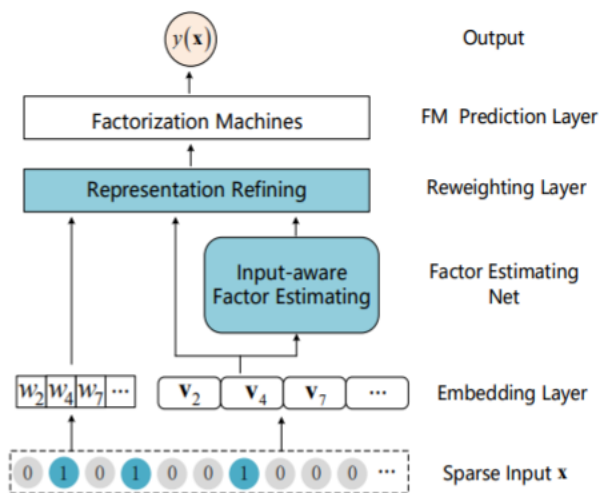 y(x) Output
Factorization Machines FM Prediction Layer
Representation Refining Reweighting Layer
Input-aware
Factor Estimating
Factor Estimating
Net
w₂ w₄ w₇ ... v₂ v₄ v₇ ... Embedding Layer
0 1 0 1 0 0 1 0 0 0 ... Sparse Input x